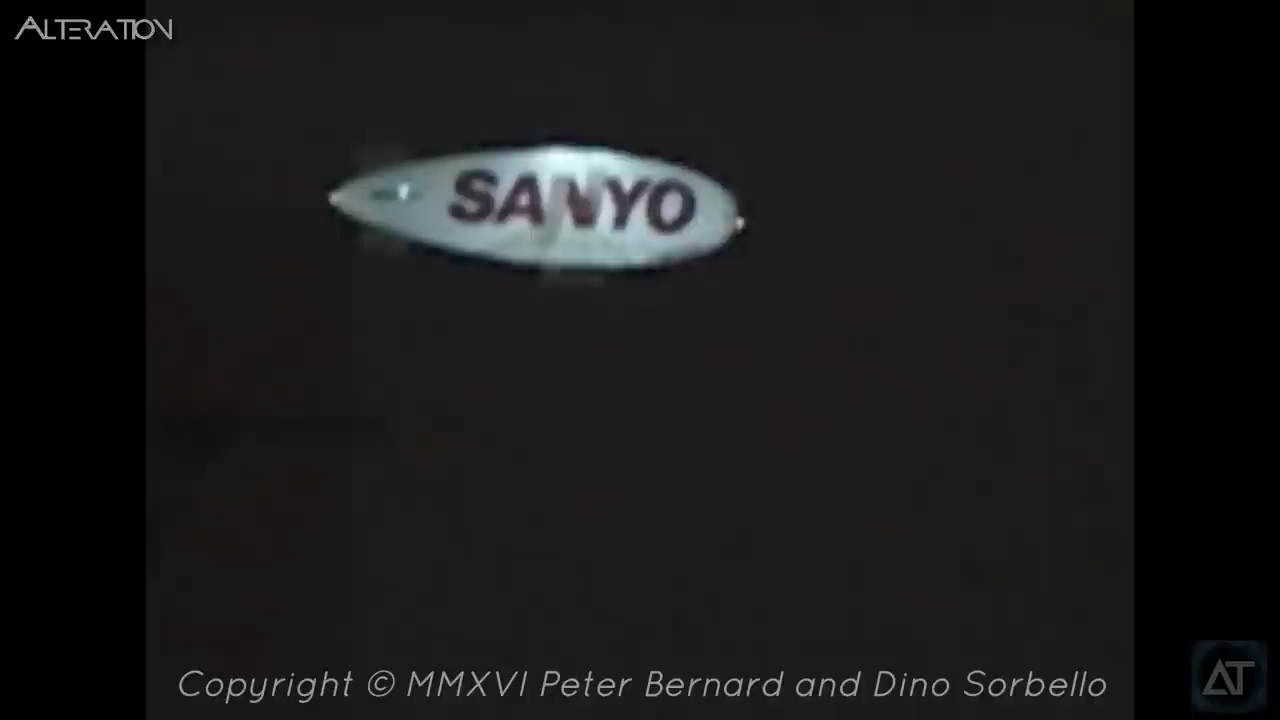 ALTERATION
SANYO
Copyright © MMXVI Peter Bernard and Dino Sorbello
AT